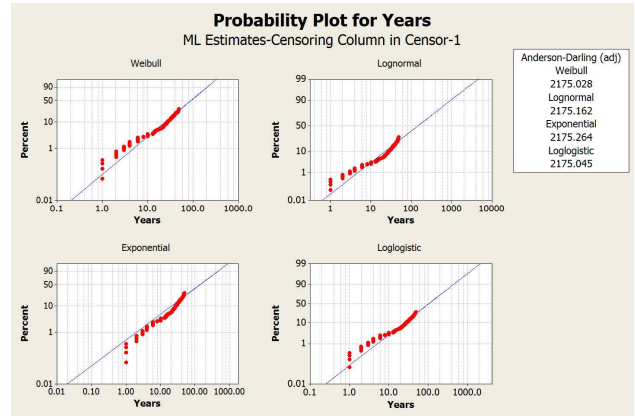 Probability Plot for Years
ML Estimates-Censoring Column in Censor-1
Weibull
Percent
90
50
10
1
0.01
0.1
1.0
10.0
100.0
1000.0
Years
Lognormal
Percent
99
90
50
10
1
0.01
1
10
100
1000
10000
Years
Anderson-Darling (adj)
Weibull
2175.028
Lognormal
2175.162
Exponential
2175.264
Loglogistic
2175.045
Exponential
Percent
90
50
10
1
0.01
0.01
0.10
1.00
10.00
100.00
1000.00
Years
Loglogistic
Percent
99
90
50
10
1
0.01
0.1
1.0
10.0
100.0
1000.0
Years